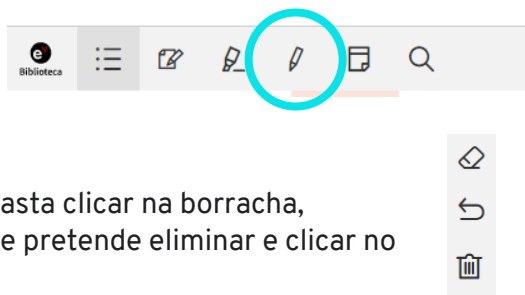 e
Biblioteca
asta clicar na borracha,
e pretende eliminar e clicar no